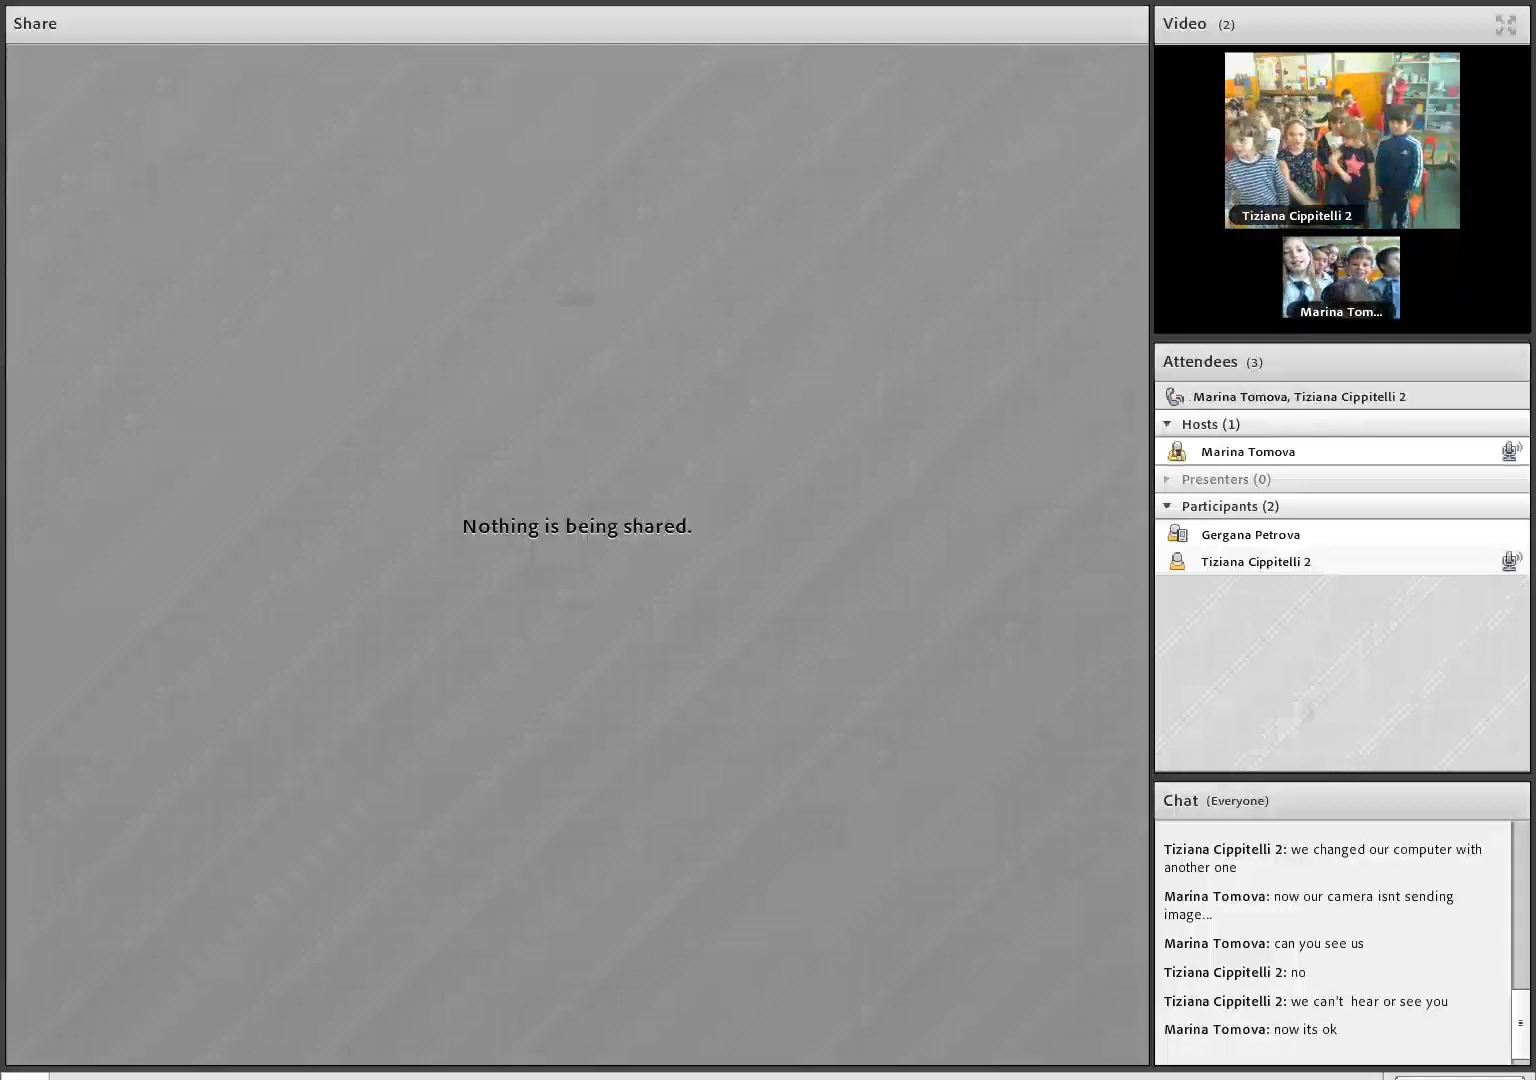 Share
Nothing is being shared.
Video (2)
Tiziana Cippitelli 2
Marina Tom...
Attendees (3)
Marina Tomova, Tiziana Cippitelli 2
Hosts (1)
Marina Tomova
Presenters (0)
Participants (2)
Gergana Petrova
Tiziana Cippitelli 2
Chat (Everyone)
Tiziana Cippitelli 2: we changed our computer with
another one
Marina Tomova: now our camera isnt sending
image...
Marina Tomova: can you see us
Tiziana Cippitelli 2: no
Tiziana Cippitelli 2: we can't hear or see you
Marina Tomova: now its ok